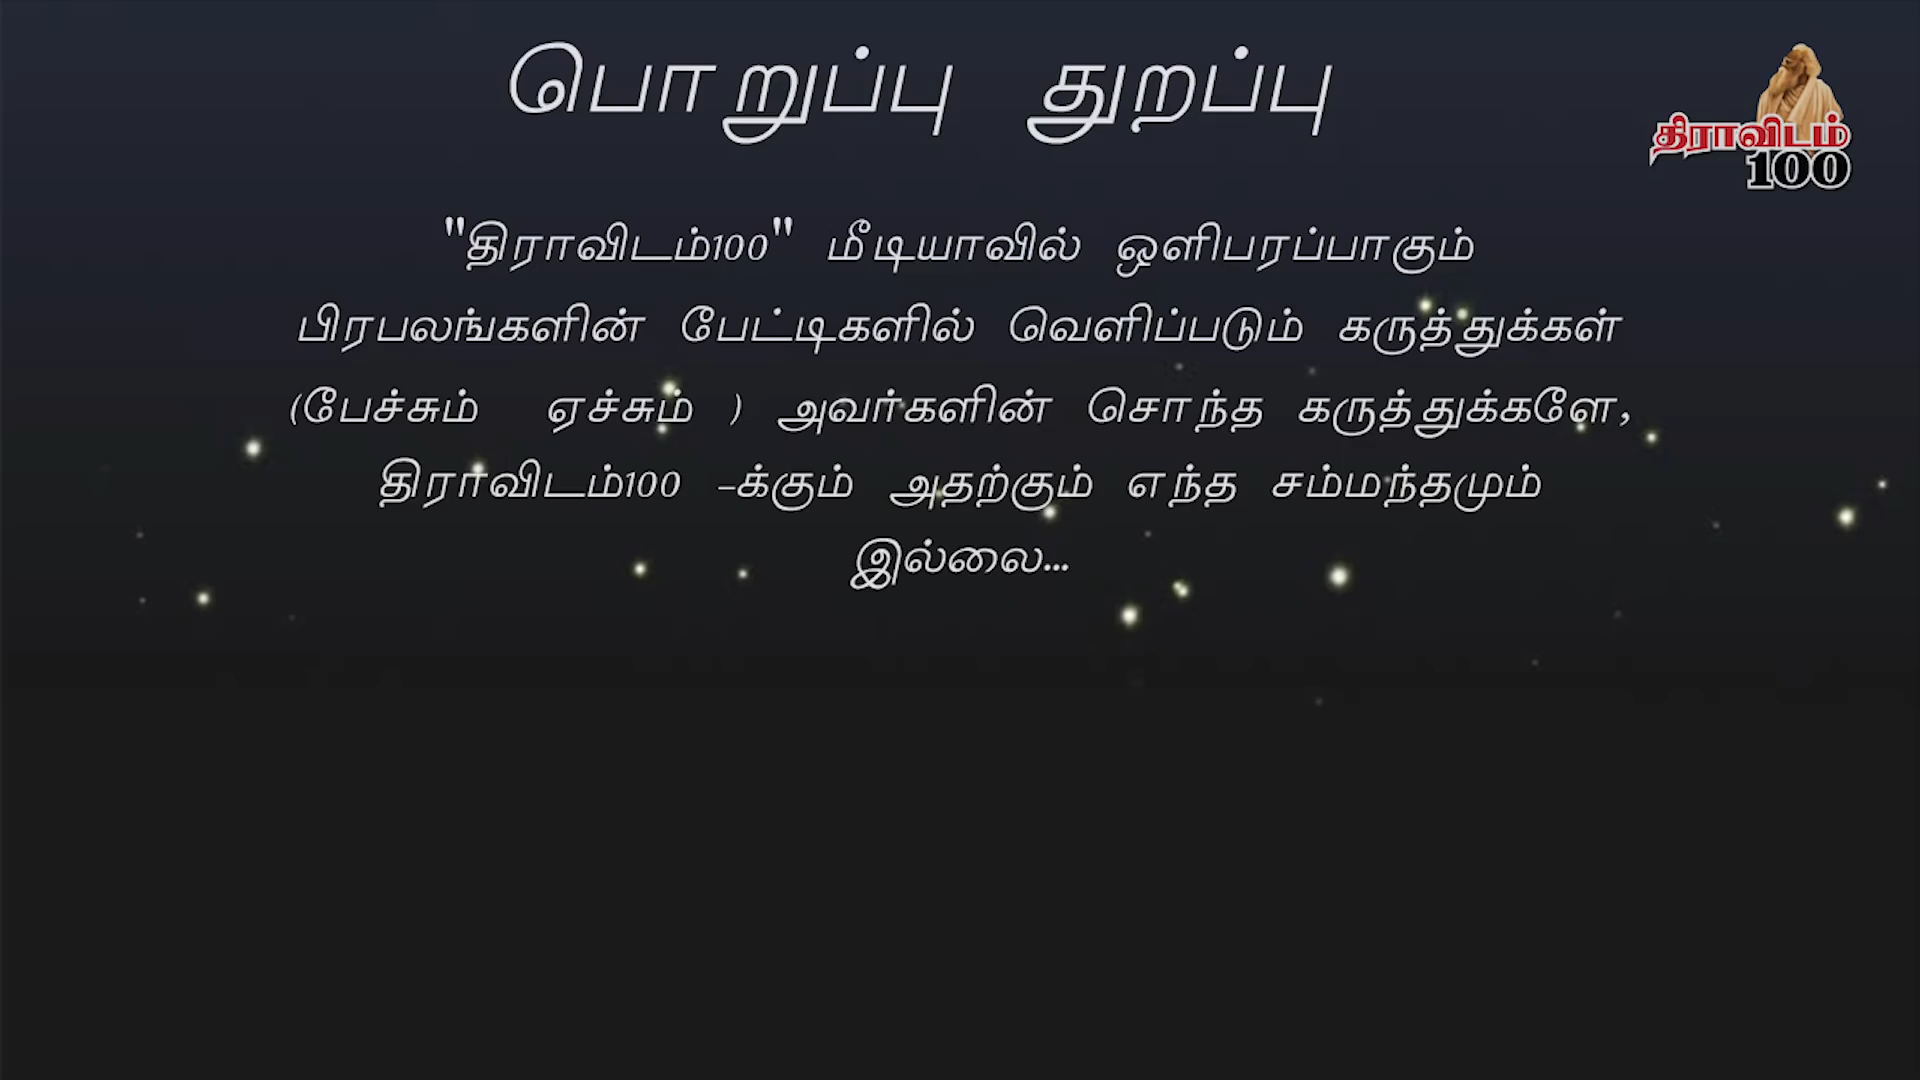 பொறுப்பு துறப்பு
திராவிடம்
100
"திராவிடம்100" மீடியாவில் ஒளிபரப்பாகும்
பிரபலங்களின் பேட்டிகளில் வெளிப்படும் கருத்துக்கள்
(பேச்சும் ஏச்சும் ) அவர்களின் சொந்த கருத்துக்களே,
திரர்விடம்100 -க்கும் அதற்கும் எந்த சம்மந்தமும்
இல்லை...